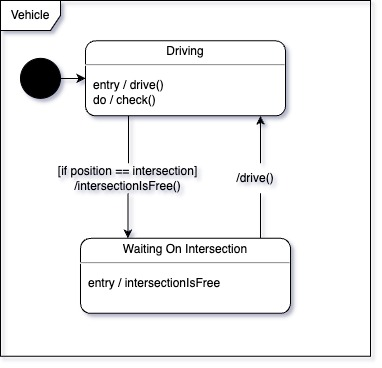 Vehicle
Driving
entry / drive()
do / check()
[if position == intersection]
/intersectionIsFree()
/drive()
Waiting On Intersection
entry / intersectionIsFree